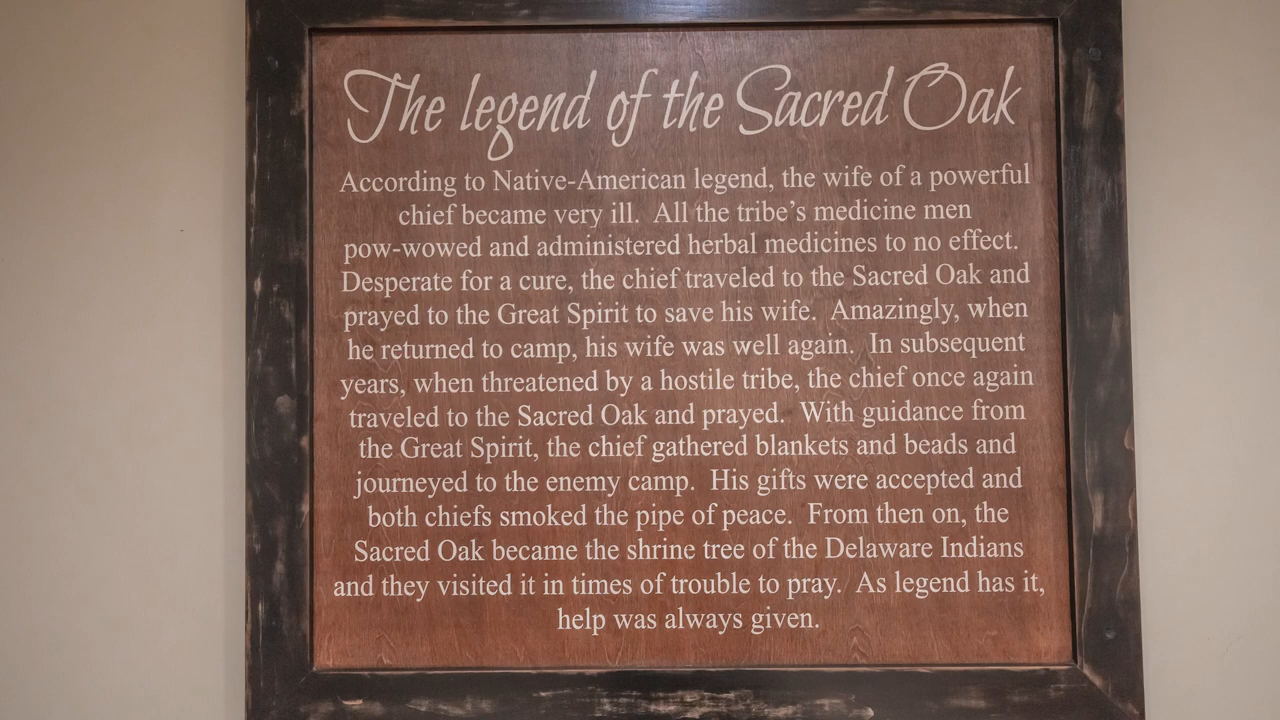 The legend of the Sacred Oak
According to Native-American legend, the wife of a powerful
chief became very ill.  All the tribe’s medicine men
pow-wowed and administered herbal medicines to no effect.
Desperate for a cure, the chief traveled to the Sacred Oak and
prayed to the Great Spirit to save his wife.  Amazingly, when
he returned to camp, his wife was well again.  In subsequent
years, when threatened by a hostile tribe, the chief once again
traveled to the Sacred Oak and prayed.  With guidance from
the Great Spirit, the chief gathered blankets and beads and
journeyed to the enemy camp.  His gifts were accepted and
both chiefs smoked the pipe of peace.  From then on, the
Sacred Oak became the shrine tree of the Delaware Indians
and they visited it in times of trouble to pray.  As legend has it,
help was always given.